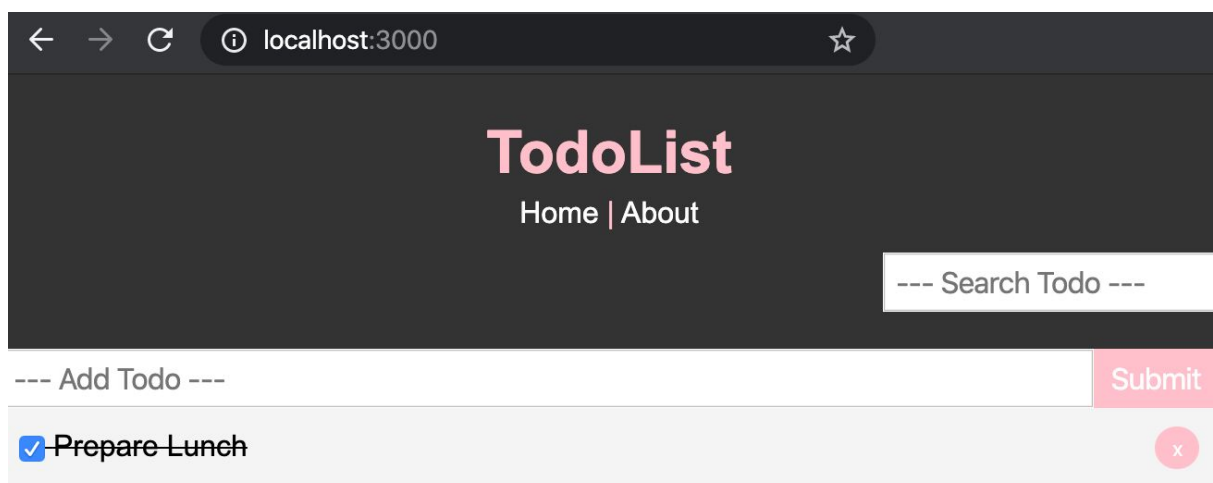 localhost:3000
TodoList
Home | About
--- Search Todo ---
--- Add Todo ---
Submit
Prepare Lunch
x